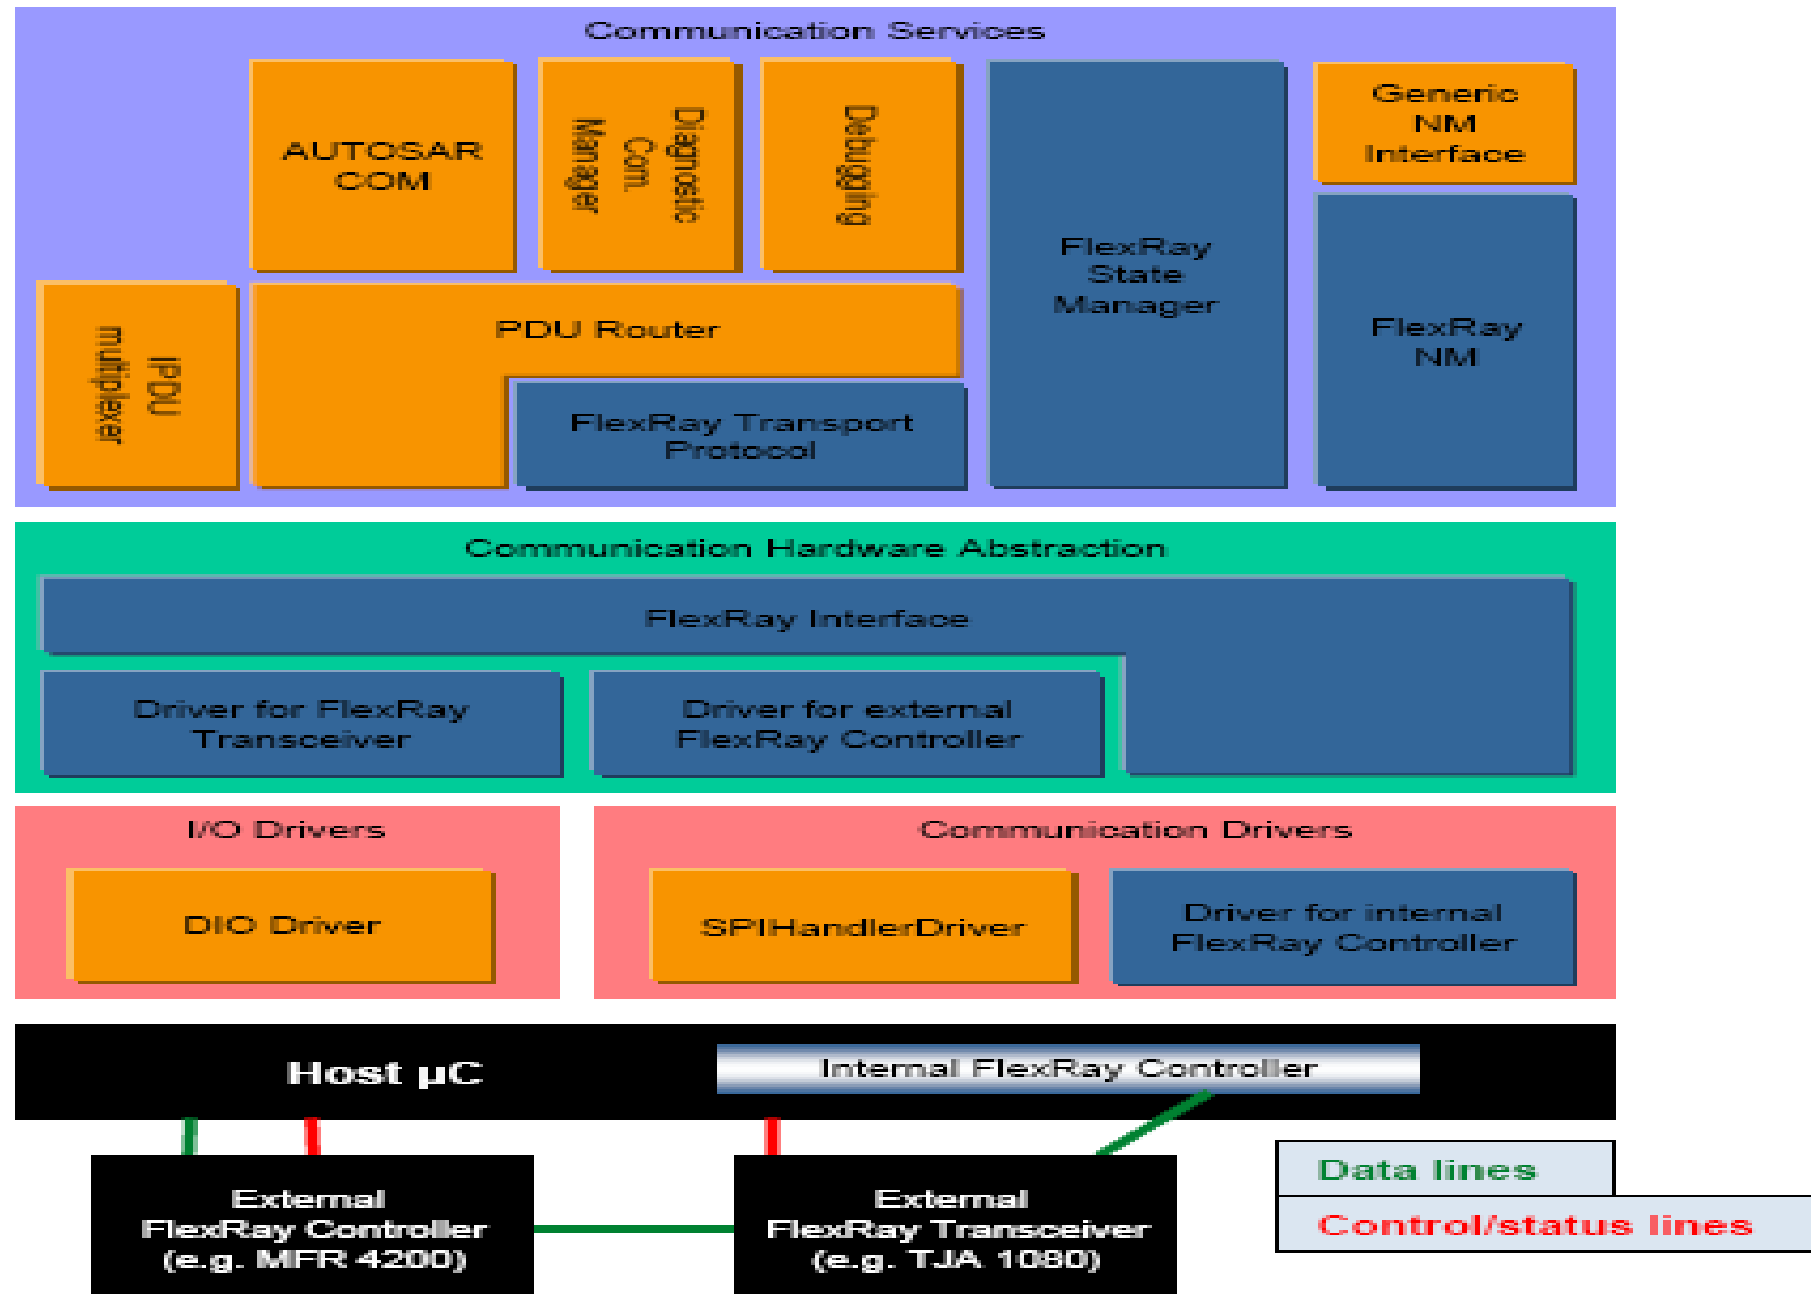 Communication Services
AUTOSAR
COM
Diagnostic
Com.
Manager
Debugging
FlexRay
State
Manager
Generic
NM
Interface
FlexRay
NM
IPDU
multiplexer
PDU Router
FlexRay Transport
Protocol
Communication Hardware Abstraction
FlexRay Interface
Driver for FlexRay
Transceiver
Driver for external
FlexRay Controller
I/O Drivers
DIO Driver
Communication Drivers
SPIHandlerDriver
Driver for internal
FlexRay Controller
Host µC
Internal FlexRay Controller
External
FlexRay Controller
(e.g. MFR 4200)
External
FlexRay Transceiver
(e.g. TJA 1080)
Data lines
Control/status lines